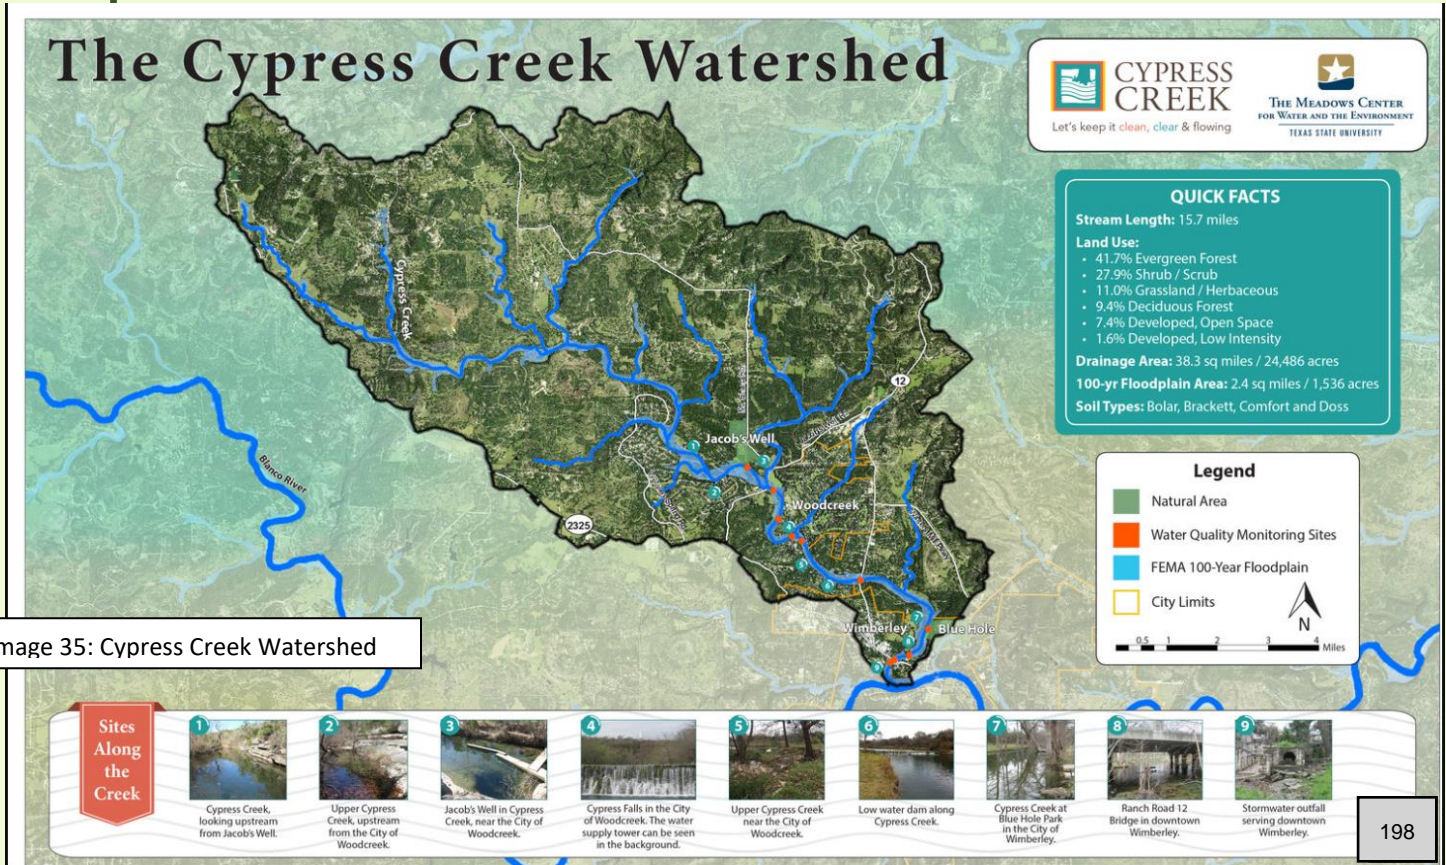 The Cypress Creek Watershed
CYPRESS
CREEK
Let's keep it clean, clear & flowing
THE MEADOWS CENTER
FOR WATER AND THE ENVIRONMENT
TEXAS STATE UNIVERSITY
QUICK FACTS
Stream Length: 15.7 miles
Land Use:
• 41.7% Evergreen Forest
• 27.9% Shrub / Scrub
• 11.0% Grassland / Herbaceous
• 9.4% Deciduous Forest
• 7.4% Developed, Open Space
• 1.6% Developed, Low Intensity
Drainage Area: 38.3 sq miles / 24,486 acres
100-yr Floodplain Area: 2.4 sq miles / 1,536 acres
Soil Types: Bolar, Brackett, Comfort and Doss
Cypress Creek
12
Jacob's Well
1
3
2
Blanco River
Woodcreek
2325
4
5
6
7
Wimberley
Blue Hole
8
9
Legend
Natural Area
Water Quality Monitoring Sites
FEMA 100-Year Floodplain
City Limits
N
0.5 1 2 3 4
Miles
mage 35: Cypress Creek Watershed
Sites
Along
the
Creek
1
Cypress Creek,
looking upstream
from Jacob's Well.
2
Upper Cypress
Creek, upstream
from the City of
Woodcreek.
3
Jacob's Well in Cypress
Creek, near the City of
Woodcreek.
4
Cypress Falls in the City
of Woodcreek. The water
supply tower can be seen
in the background.
5
Upper Cypress Creek
near the City of
Woodcreek.
6
Low water dam along
Cypress Creek.
7
Cypress Creek at
Blue Hole Park
in the City of
Wimberley.
8
Ranch Road 12
Bridge in downtown
Wimberley.
9
Stormwater outfall
serving downtown
Wimberley.
198